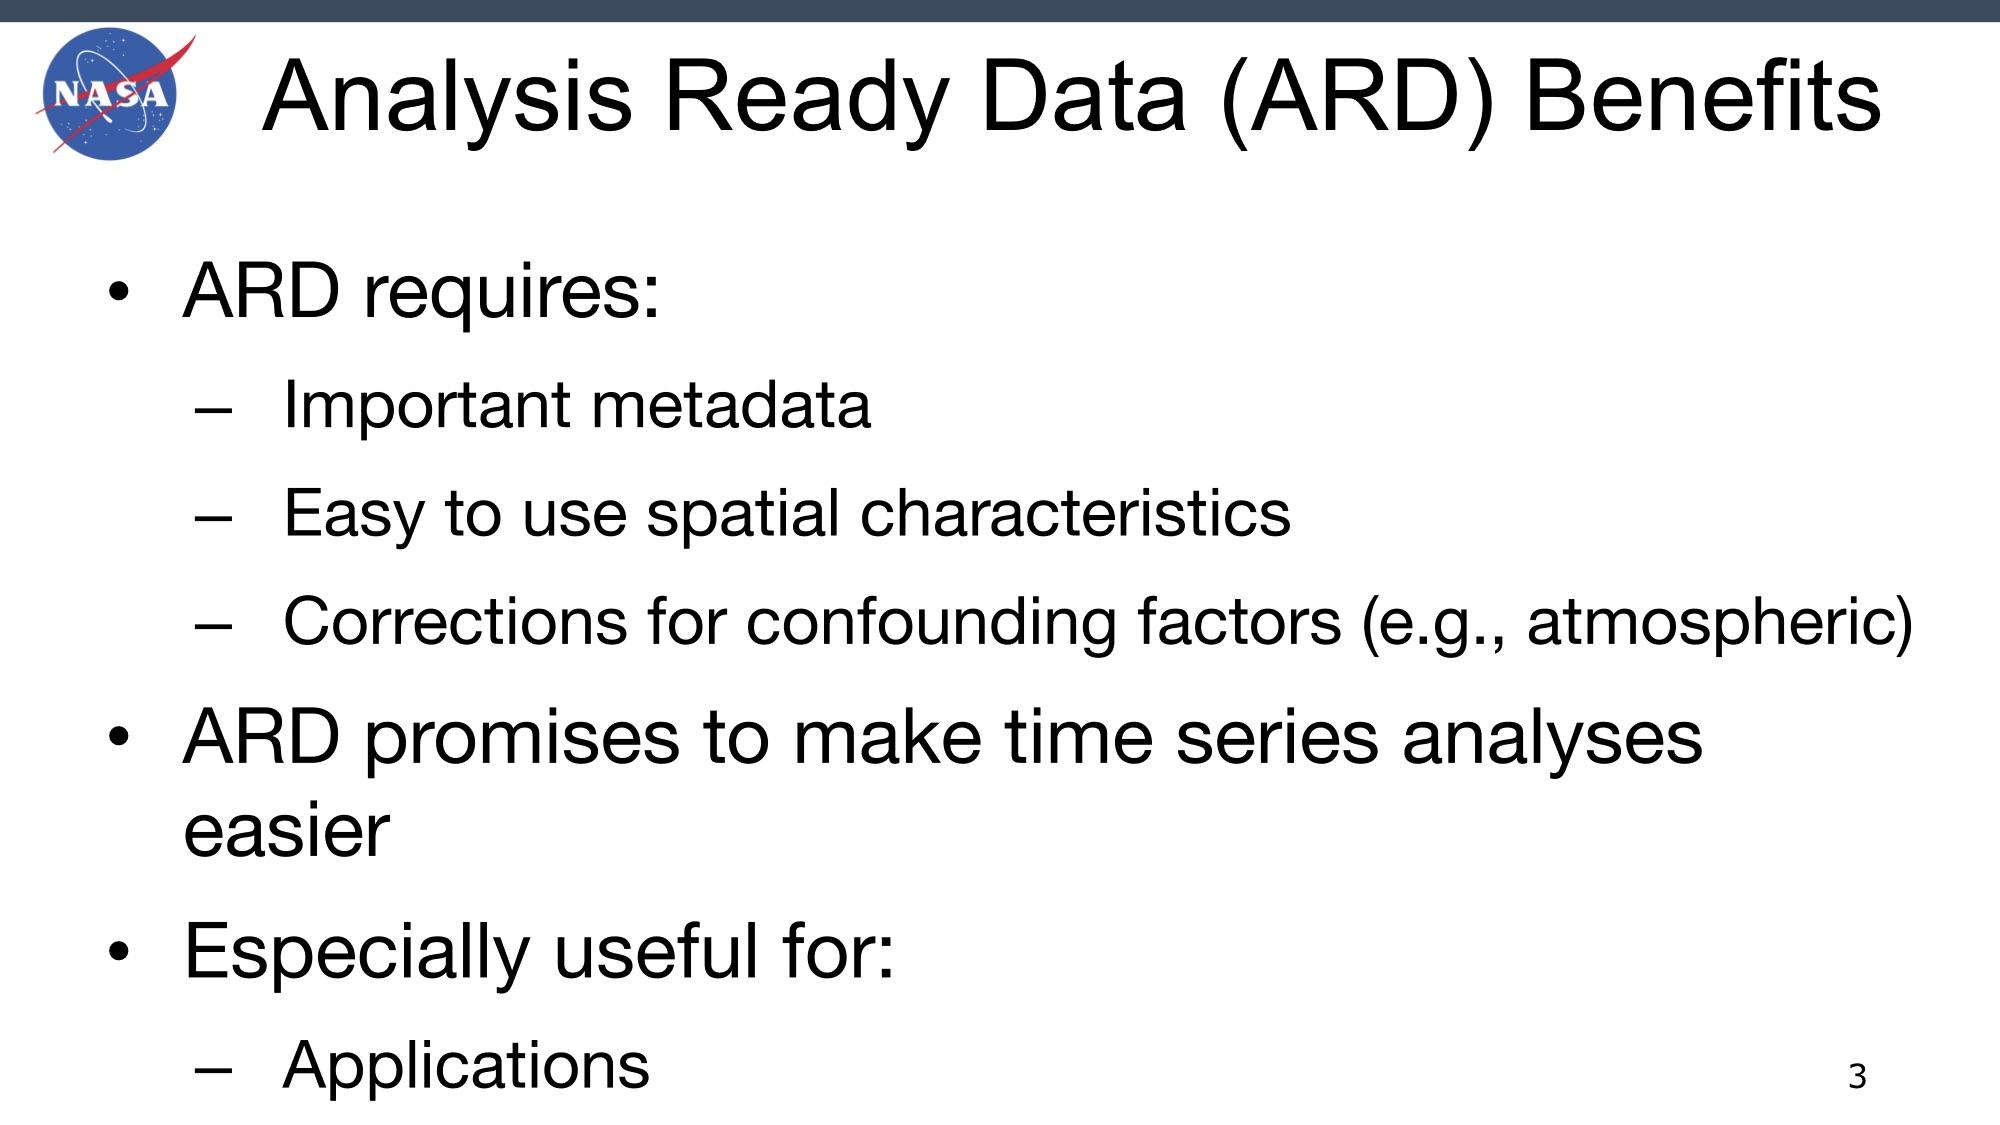 NASA
Analysis Ready Data (ARD) Benefits
• ARD requires:
– Important metadata
– Easy to use spatial characteristics
– Corrections for confounding factors (e.g., atmospheric)
• ARD promises to make time series analyses
easier
• Especially useful for:
– Applications
3